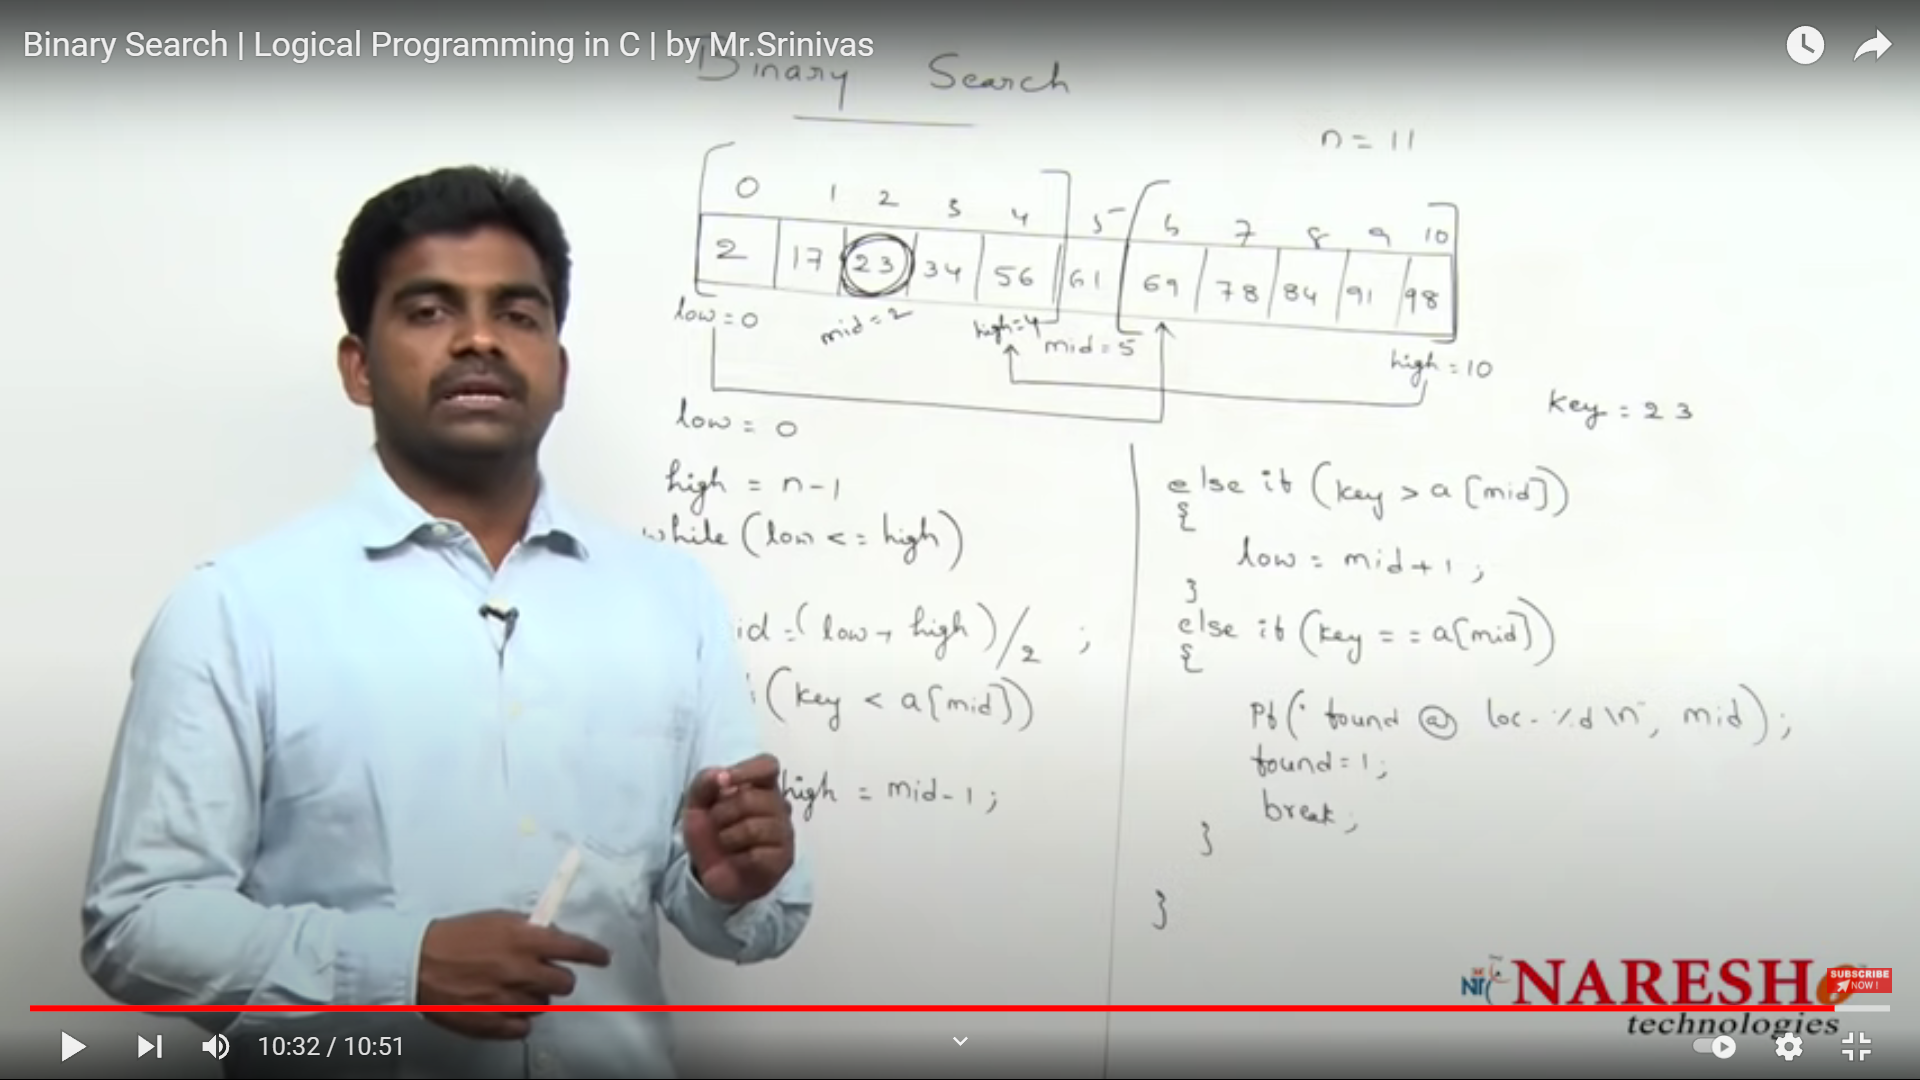 Binary Search | Logical Programming in C | by Mr.Srinivas
Binary Search
n = 11
0 1 2 3 4 5 6 7 8 9 10
2 17 23 34 56 61 69 78 84 91 98
low = 0 mid = 2 high = 4 mid = 5 high = 10
key = 23
low = 0
high = n-1
while (low <= high)
id = (low + high)/2 ;
(key < a[mid])
high = mid-1;
else if (key > a[mid])
{
low = mid+1;
}
else if (key == a[mid])
{
Pf(" found @ loc- %d \n", mid);
found=1;
break;
}
}
NARESH
technologies
SUBSCRIBE
NOW !
10:32 / 10:51